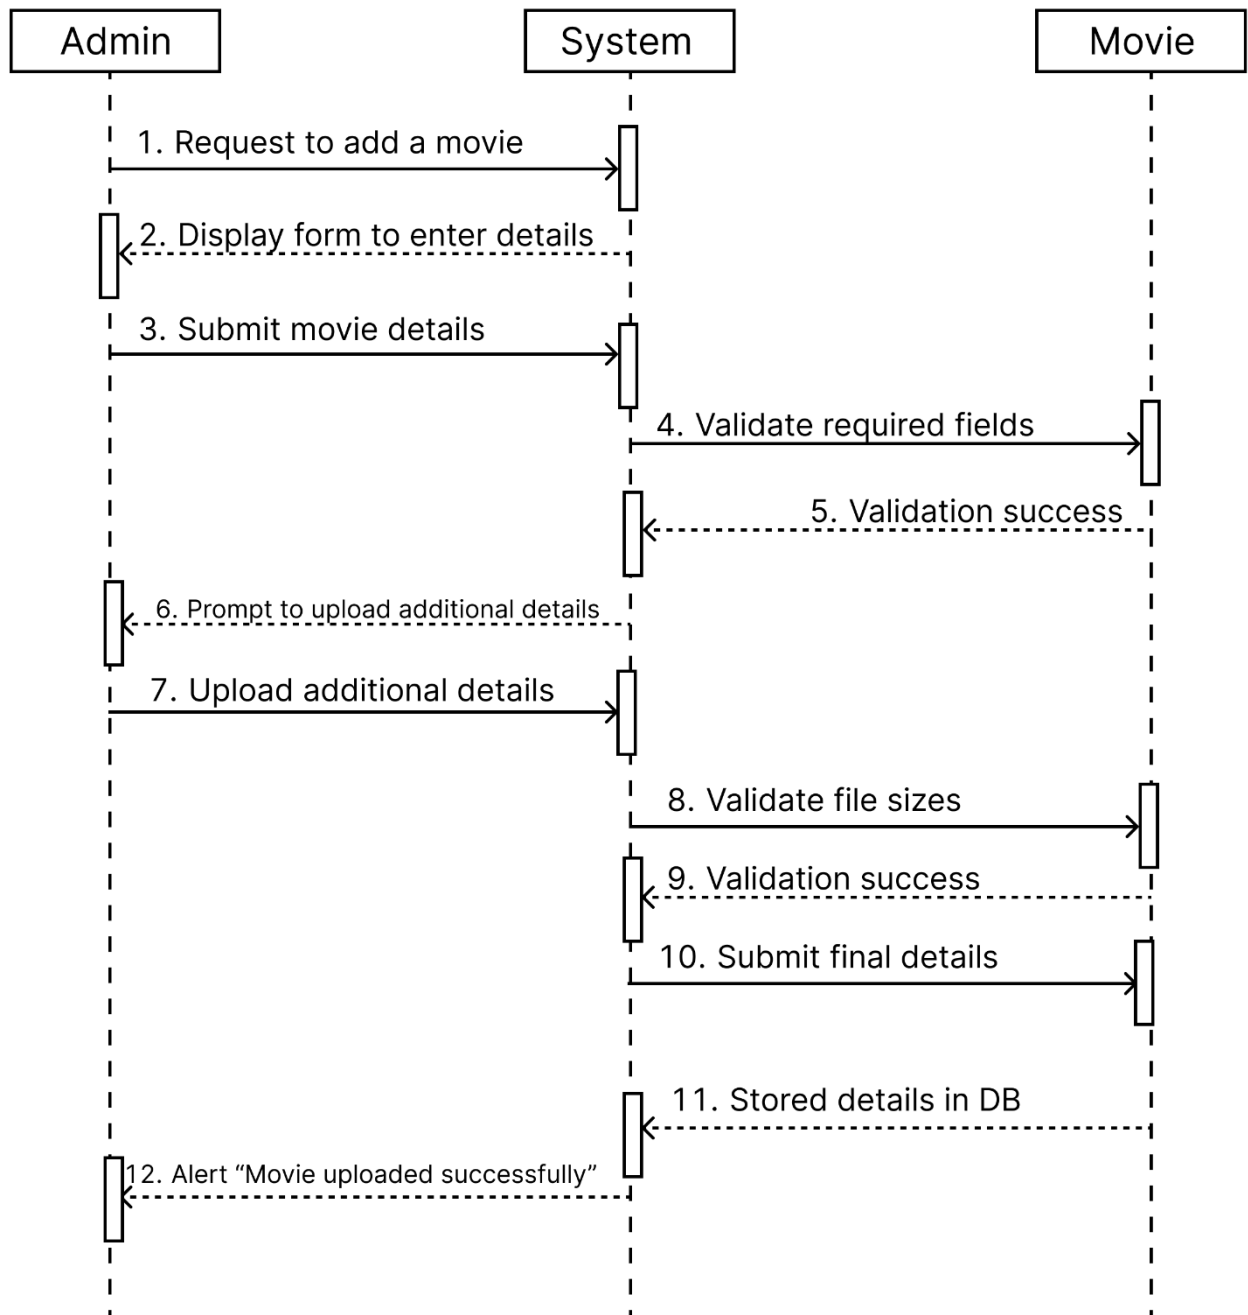 Admin
System
Movie
1. Request to add a movie
2. Display form to enter details
3. Submit movie details
4. Validate required fields
5. Validation success
6. Prompt to upload additional details
7. Upload additional details
8. Validate file sizes
9. Validation success
10. Submit final details
11. Stored details in DB
12. Alert “Movie uploaded successfully”